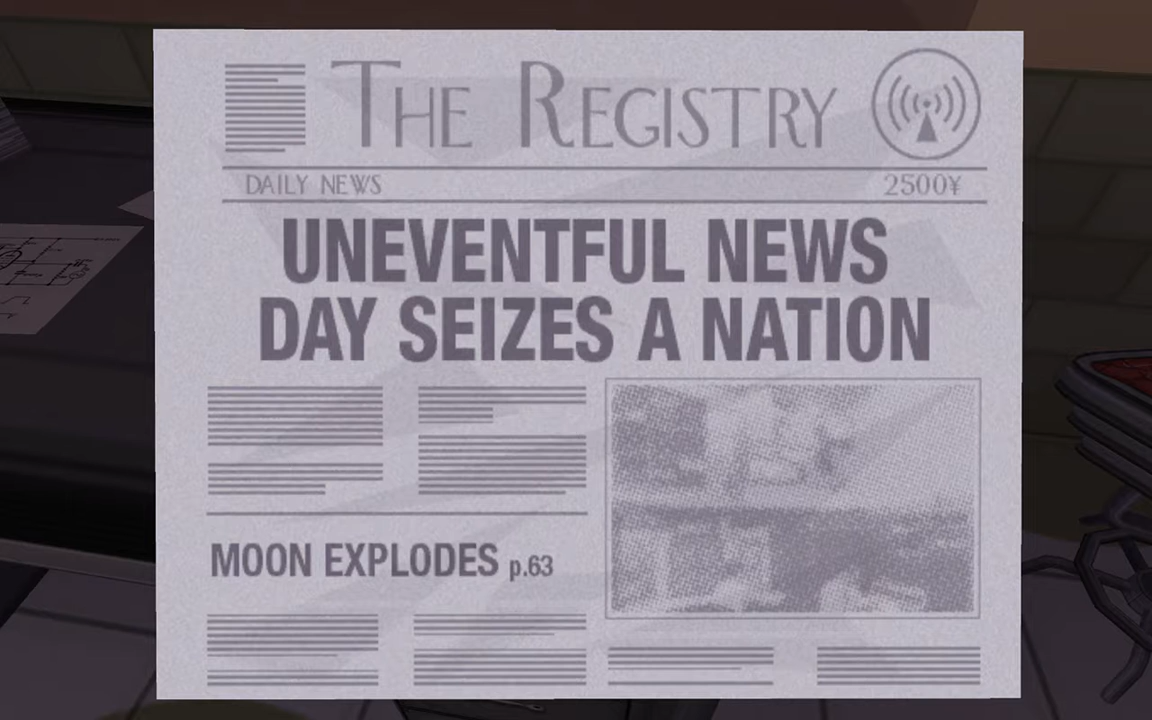 THE REGISTRY
DAILY NEWS
2500¥
UNEVENTFUL NEWS
DAY SEIZES A NATION
MOON EXPLODES p.63